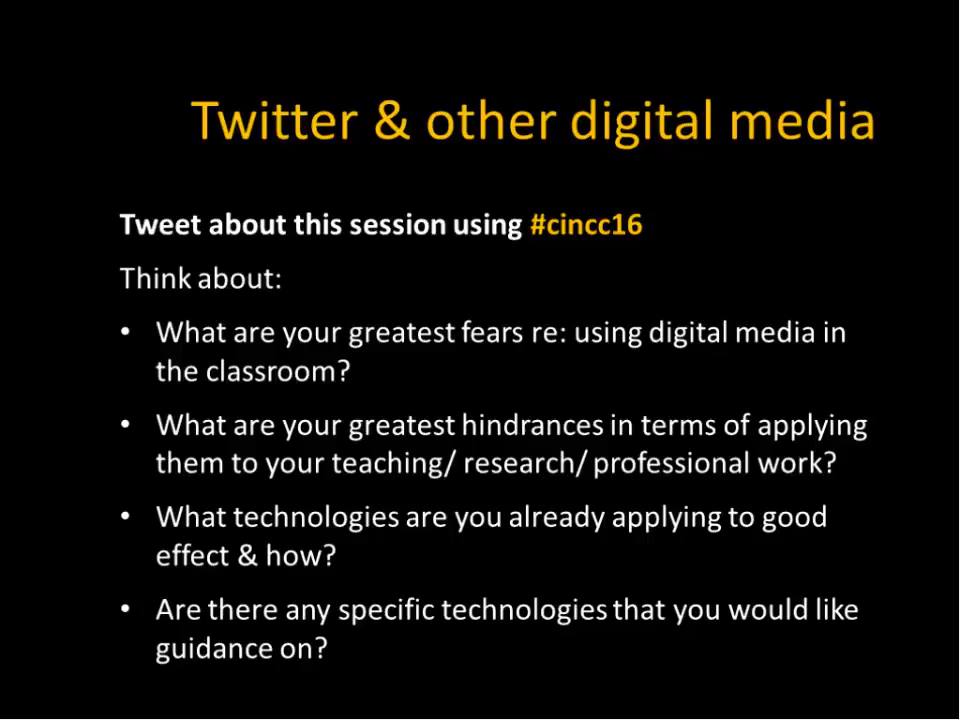 Twitter & other digital media
Tweet about this session using #cincc16
Think about:
• What are your greatest fears re: using digital media in
the classroom?
• What are your greatest hindrances in terms of applying
them to your teaching/ research/ professional work?
• What technologies are you already applying to good
effect & how?
• Are there any specific technologies that you would like
guidance on?